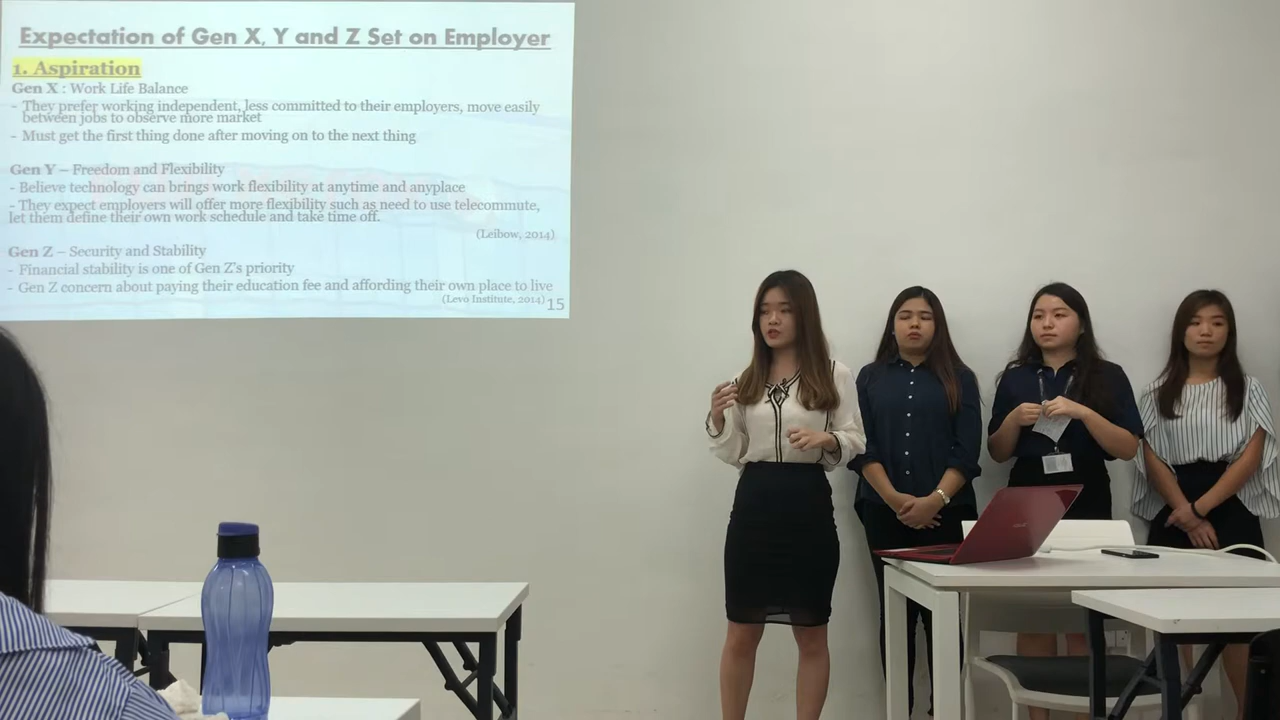 Expectation of Gen X, Y and Z Set on Employer
1. Aspiration
Gen X : Work Life Balance
- They prefer working independent, less committed to their employers, move easily
between jobs to observe more market
- Must get the first thing done after moving on to the next thing
Gen Y – Freedom and Flexibility
- Believe technology can brings work flexibility at anytime and anyplace
- They expect employers will offer more flexibility such as need to use telecommute,
let them define their own work schedule and take time off.
(Leibow, 2014)
Gen Z – Security and Stability
- Financial stability is one of Gen Z's priority
- Gen Z concern about paying their education fee and affording their own place to live
(Levo Institute, 2014)
15